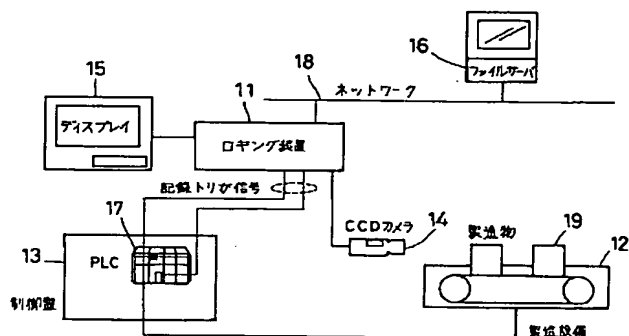 16
ファイルサーバ
18
ネットワーク
15
ディスプレイ
11
ロギング装置
記録トリガ信号
CCDカメラ
14
製造物
19
12
17
13
PLC
制御盤
製造設備